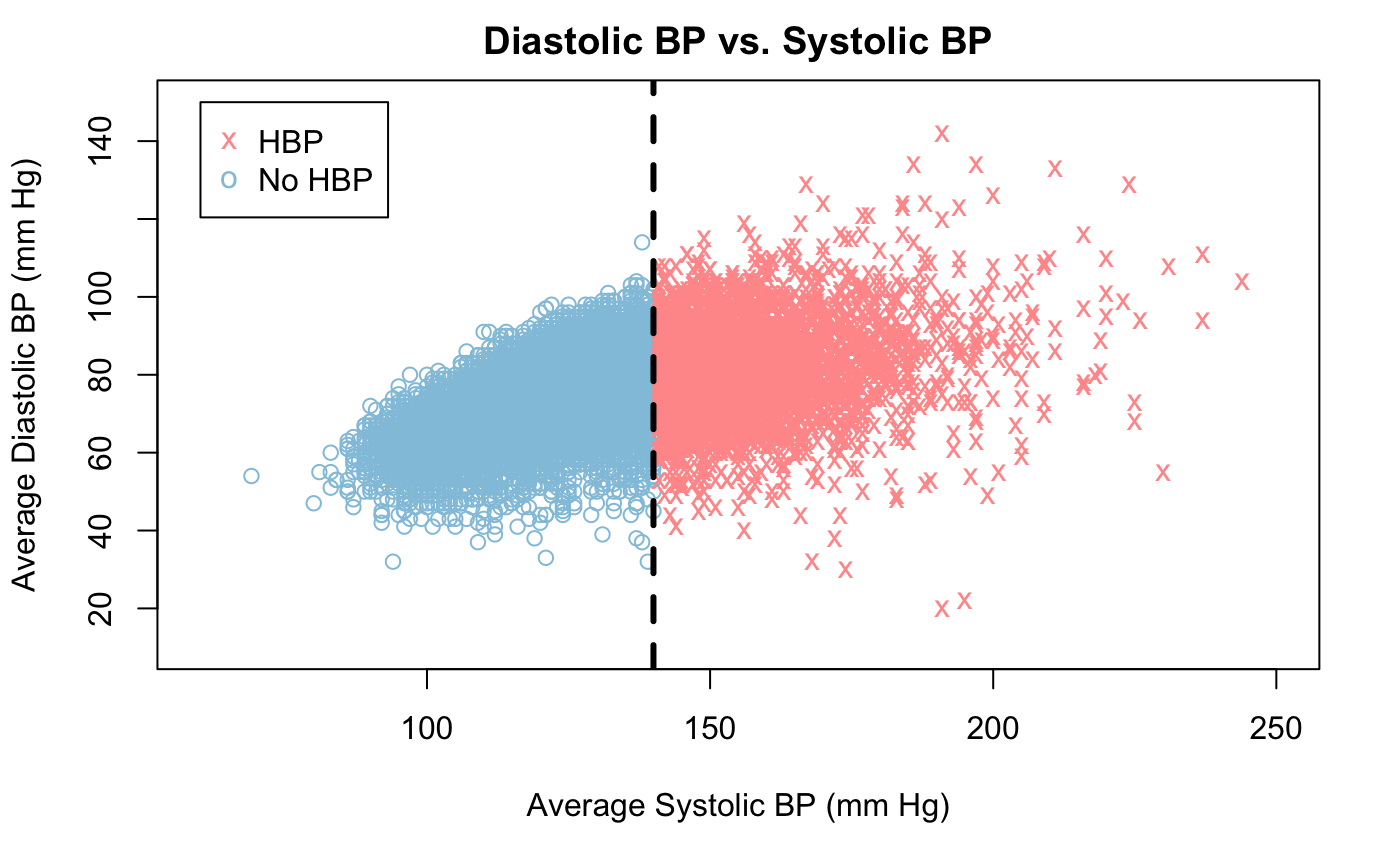 Diastolic BP vs. Systolic BP
x HBP
o No HBP
Average Diastolic BP (mm Hg)
140
100
80
60
40
20
100 150 200 250
Average Systolic BP (mm Hg)